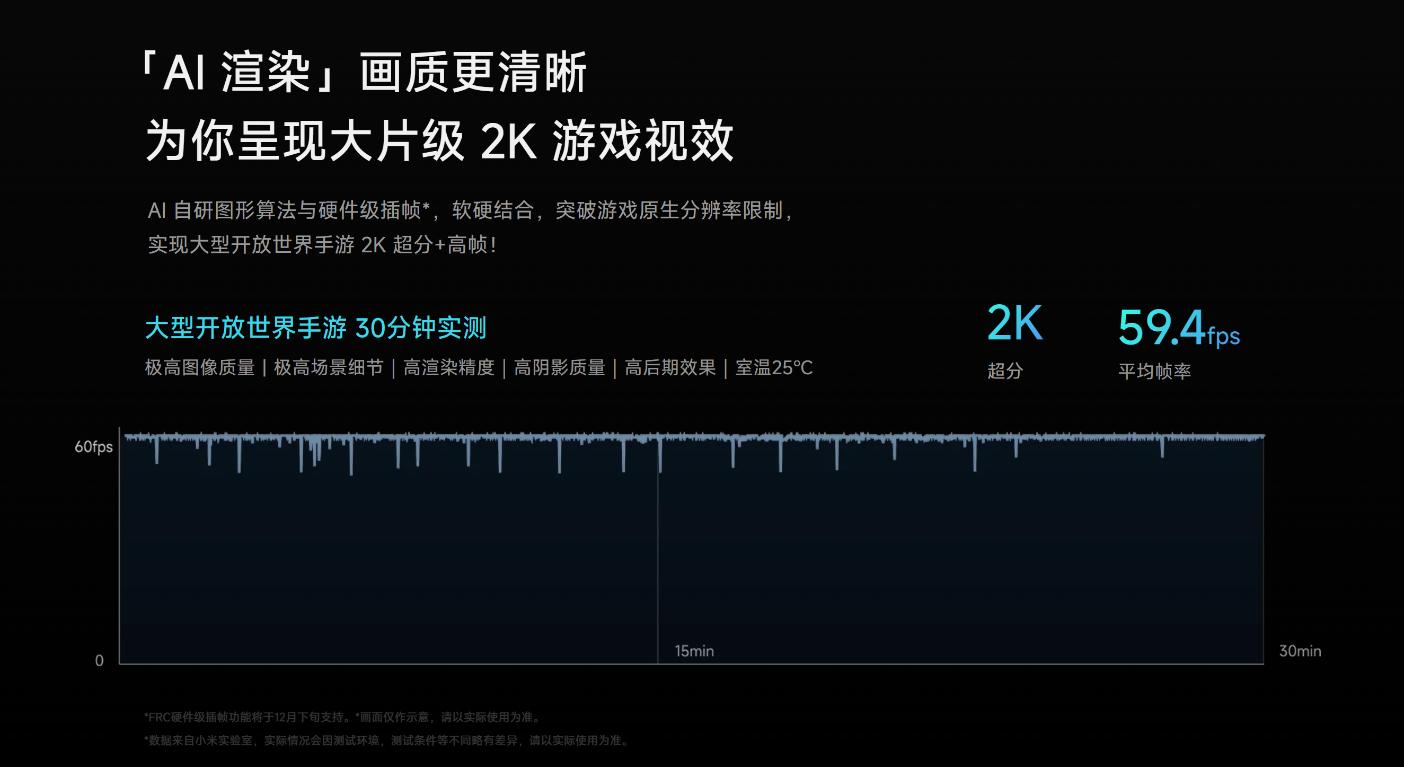 「AI 渲染」画质更清晰
为你呈现大片级 2K 游戏视效
AI 自研图形算法与硬件级插帧*，软硬结合，突破游戏原生分辨率限制，
实现大型开放世界手游 2K 超分+高帧！
大型开放世界手游 30分钟实测
极高图像质量 | 极高场景细节 | 高渲染精度 | 高阴影质量 | 高后期效果 | 室温25°C
2K
超分
59.4fps
平均帧率
60fps
0
15min
30min
*FRC硬件级插帧功能将于12月下旬支持。*画面仅作示意，请以实际使用为准。
*数据来自小米实验室，实际情况会因测试环境，测试条件等不同略有差异，请以实际使用为准。